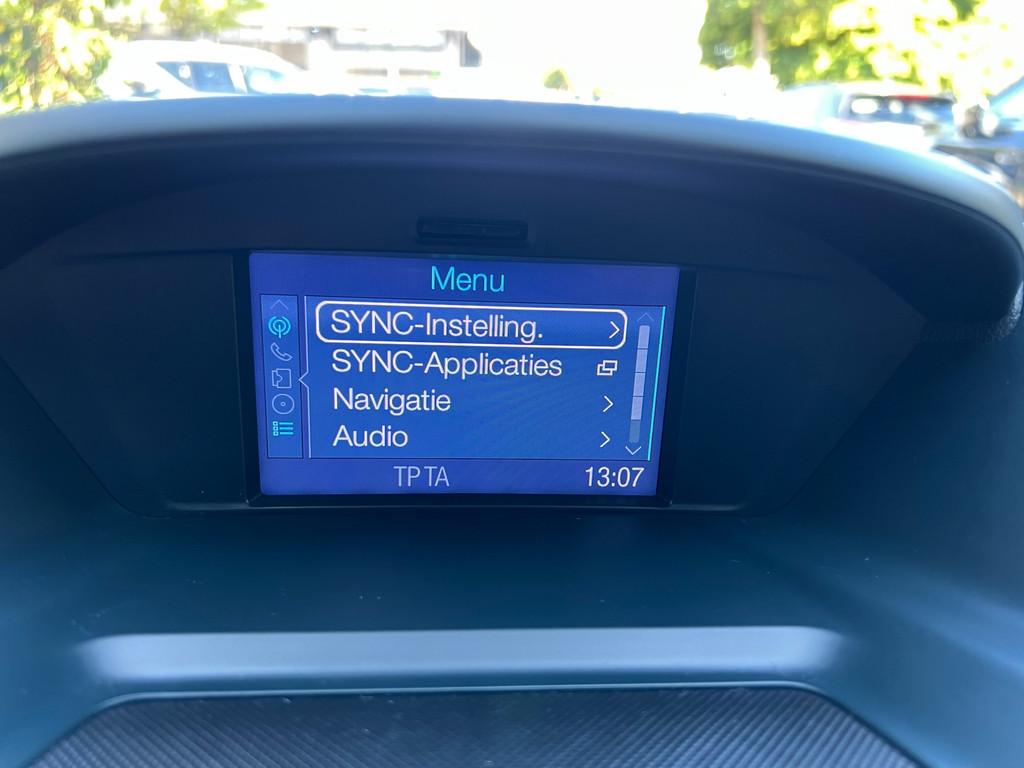 Menu
SYNC-Instelling.
SYNC-Applicaties
Navigatie
Audio
TP TA 13:07